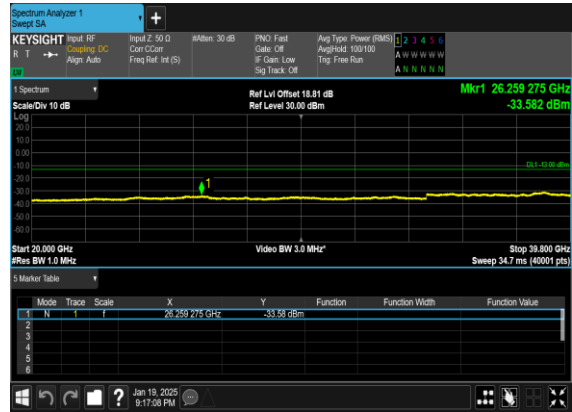 Spectrum Analyzer 1
Swept SA
KEYSIGHT Input: RF Input Z: 50 Ω #Atten: 30 dB PNO: Fast Avg Type: Power (RMS) 1 2 3 4 5 6
R T Coupling: DC Corr CCorr Gate: Off Avg|Hold: 100/100 A W W W W W
Align: Auto Freq Ref: Int (S) IF Gain: Low Trig: Free Run
Sig Track: Off A N N N N N
1 Spectrum Ref Lvl Offset 18.81 dB Mkr1 26.259 275 GHz
Scale/Div 10 dB Ref Level 30.00 dBm -33.582 dBm
Log
20.0
10.0
0.00
-10.0
DL1 -13.00 dBm
-20.0
1
-30.0
-40.0
-50.0
-60.0
Start 20.000 GHz Video BW 3.0 MHz* Stop 39.800 GHz
#Res BW 1.0 MHz Sweep 34.7 ms (40001 pts)
5 Marker Table
Mode Trace Scale X Y Function Function Width Function Value
1 N 1 f 26.259 275 GHz -33.58 dBm
2
3
4
5
6
? Jan 19, 2025
9:17:08 PM